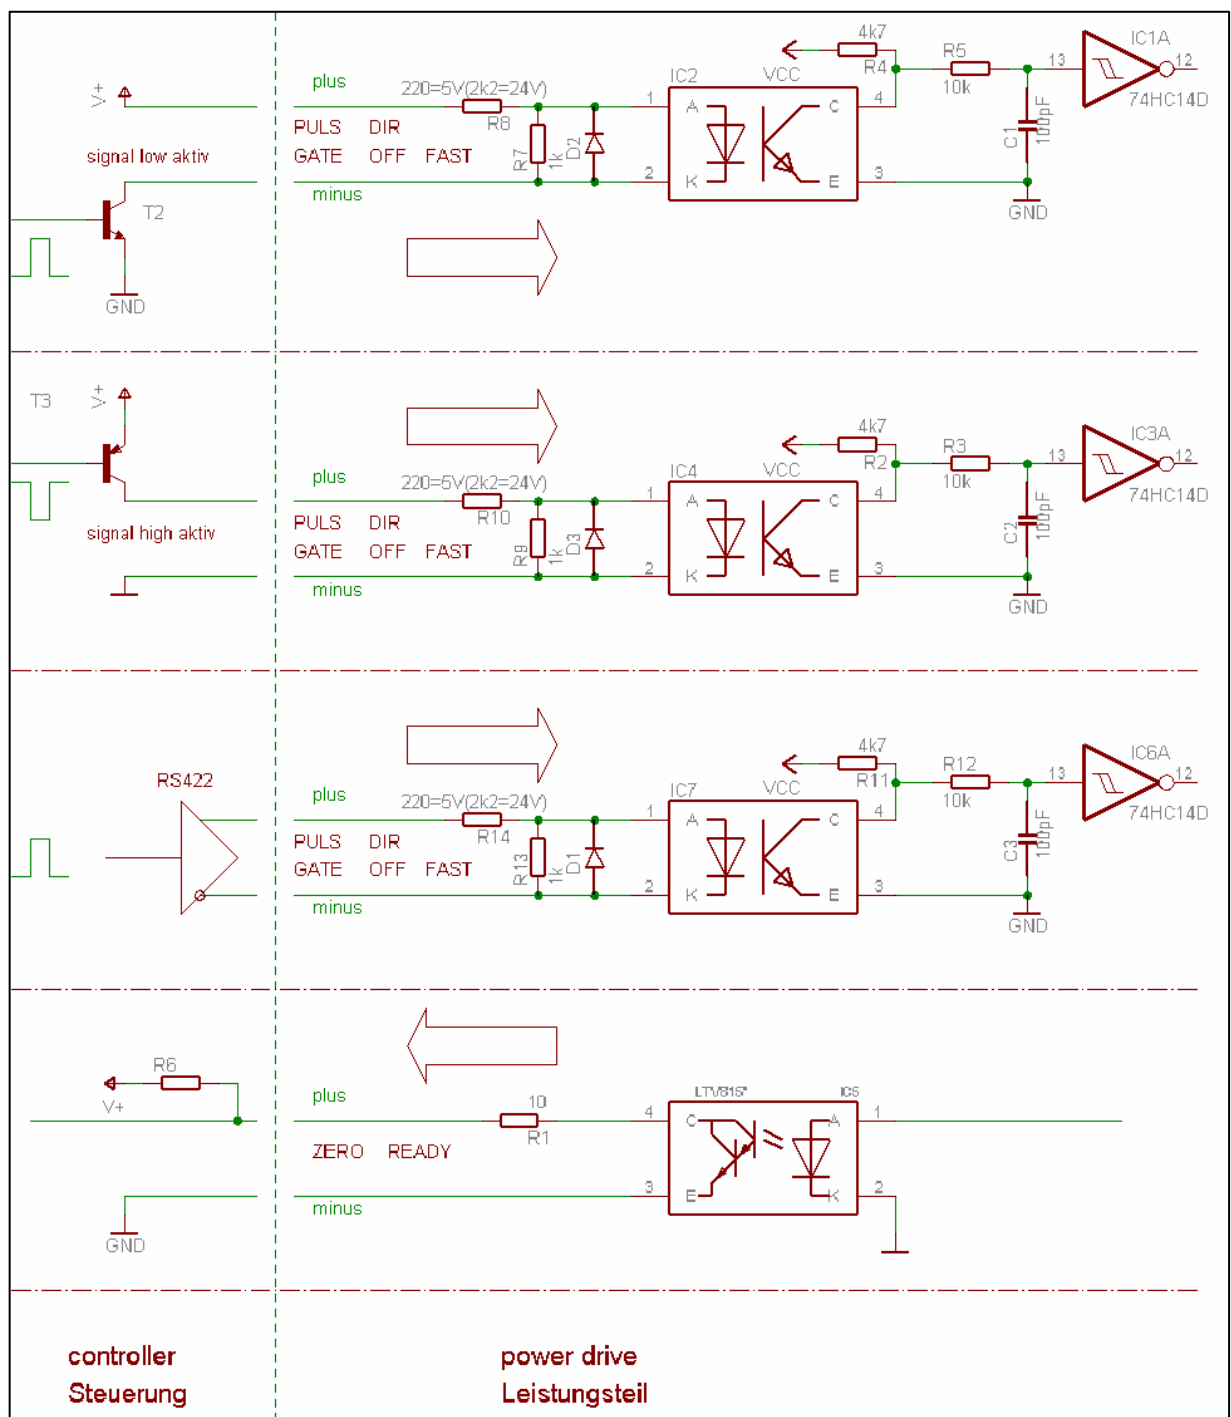 4k7
IC1A
V+
plus
220=5V(2k2=24V)
IC2
VCC
R4
R5
13
12
R8
1
A
C
4
10k
74HC14D
PULS DIR
R7
1k
D2
C1
100pF
signal low aktiv
GATE OFF FAST
2
K
E
3
minus
T2
GND
GND
T3
V+
4k7
IC3A
plus
220=5V(2k2=24V)
IC4
VCC
R2
R3
13
12
R10
1
A
C
4
10k
74HC14D
signal high aktiv
PULS DIR
R9
1k
D3
C2
100pF
GATE OFF FAST
2
K
E
3
minus
GND
RS422
4k7
IC6A
plus
220=5V(2k2=24V)
IC7
VCC
R11
R12
13
12
R14
1
A
C
4
10k
74HC14D
PULS DIR
R13
1k
D1
C3
100pF
GATE OFF FAST
2
K
E
3
minus
GND
R6
V+
plus
10
R1
LTV815*
IC5
4
C
A
1
ZERO READY
3
E
K
2
minus
GND
controller
Steuerung
power drive
Leistungsteil